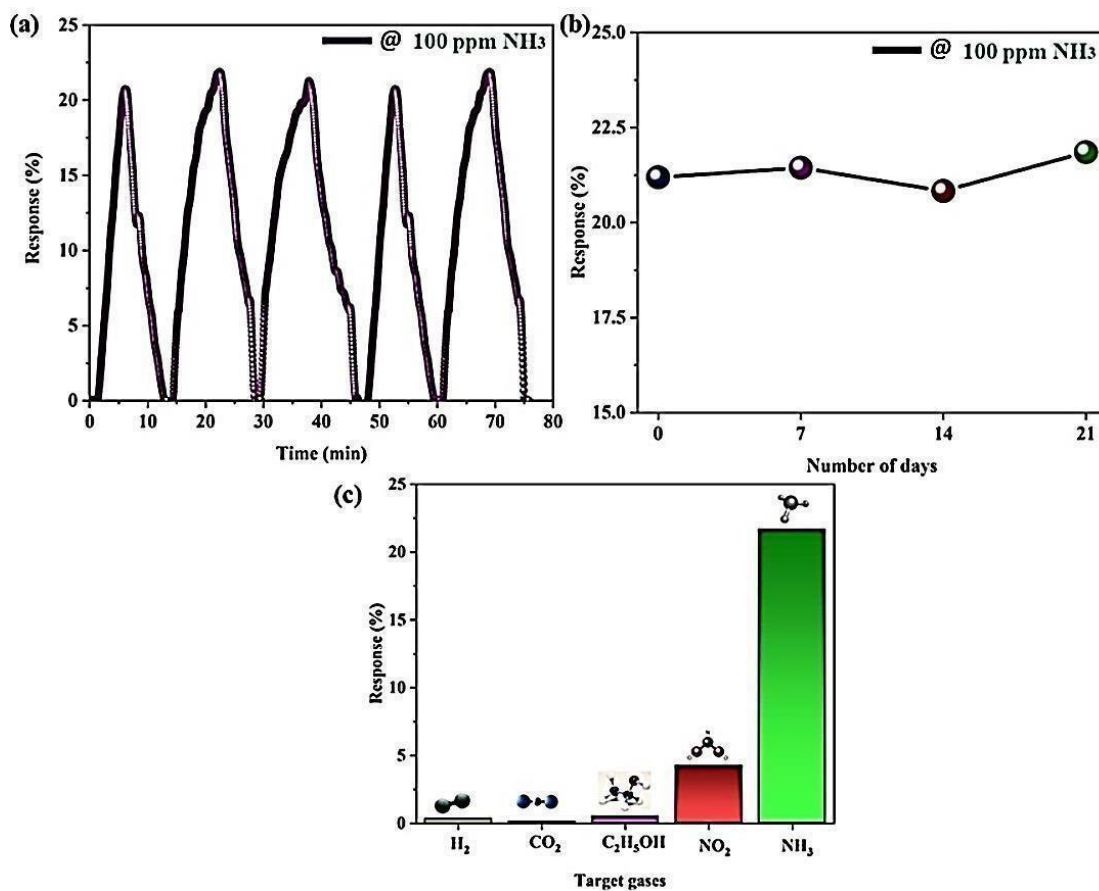 (a)
@ 100 ppm NH3
25
20
15
10
5
0
Response (%)
0 10 20 30 40 50 60 70 80
Time (min)
(b)
@ 100 ppm NH3
25.0
22.5
20.0
17.5
15.0
Response (%)
0 7 14 21
Number of days
(c)
25
20
15
10
5
0
Response (%)
H₂ CO₂ C₂H₅OH NO₂ NH₃
Target gases